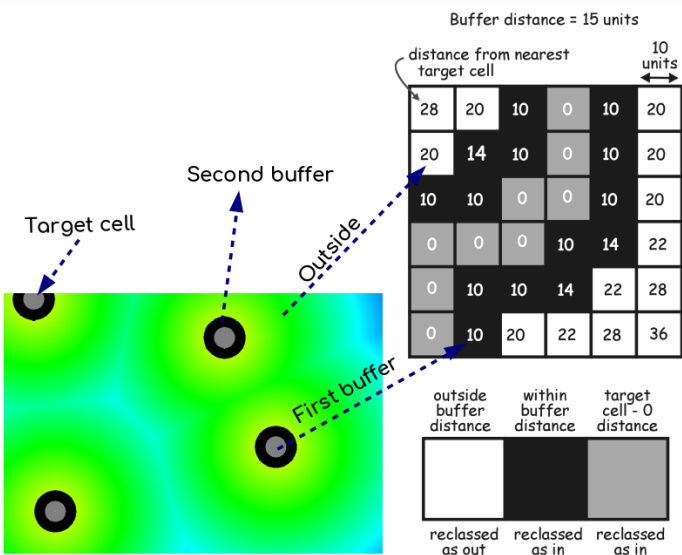 Buffer distance = 15 units
distance from nearest
target cell
10
units
28 20 10 0 10 20
20 14 10 0 10 20
10 10 0 0 10 20
0 0 0 10 14 22
0 10 10 14 22 28
0 10 20 22 28 36
Second buffer
Target cell
Outside
First buffer
outside
buffer
distance
within
buffer
distance
target
cell - 0
distance
reclassed
as out
reclassed
as in
reclassed
as in